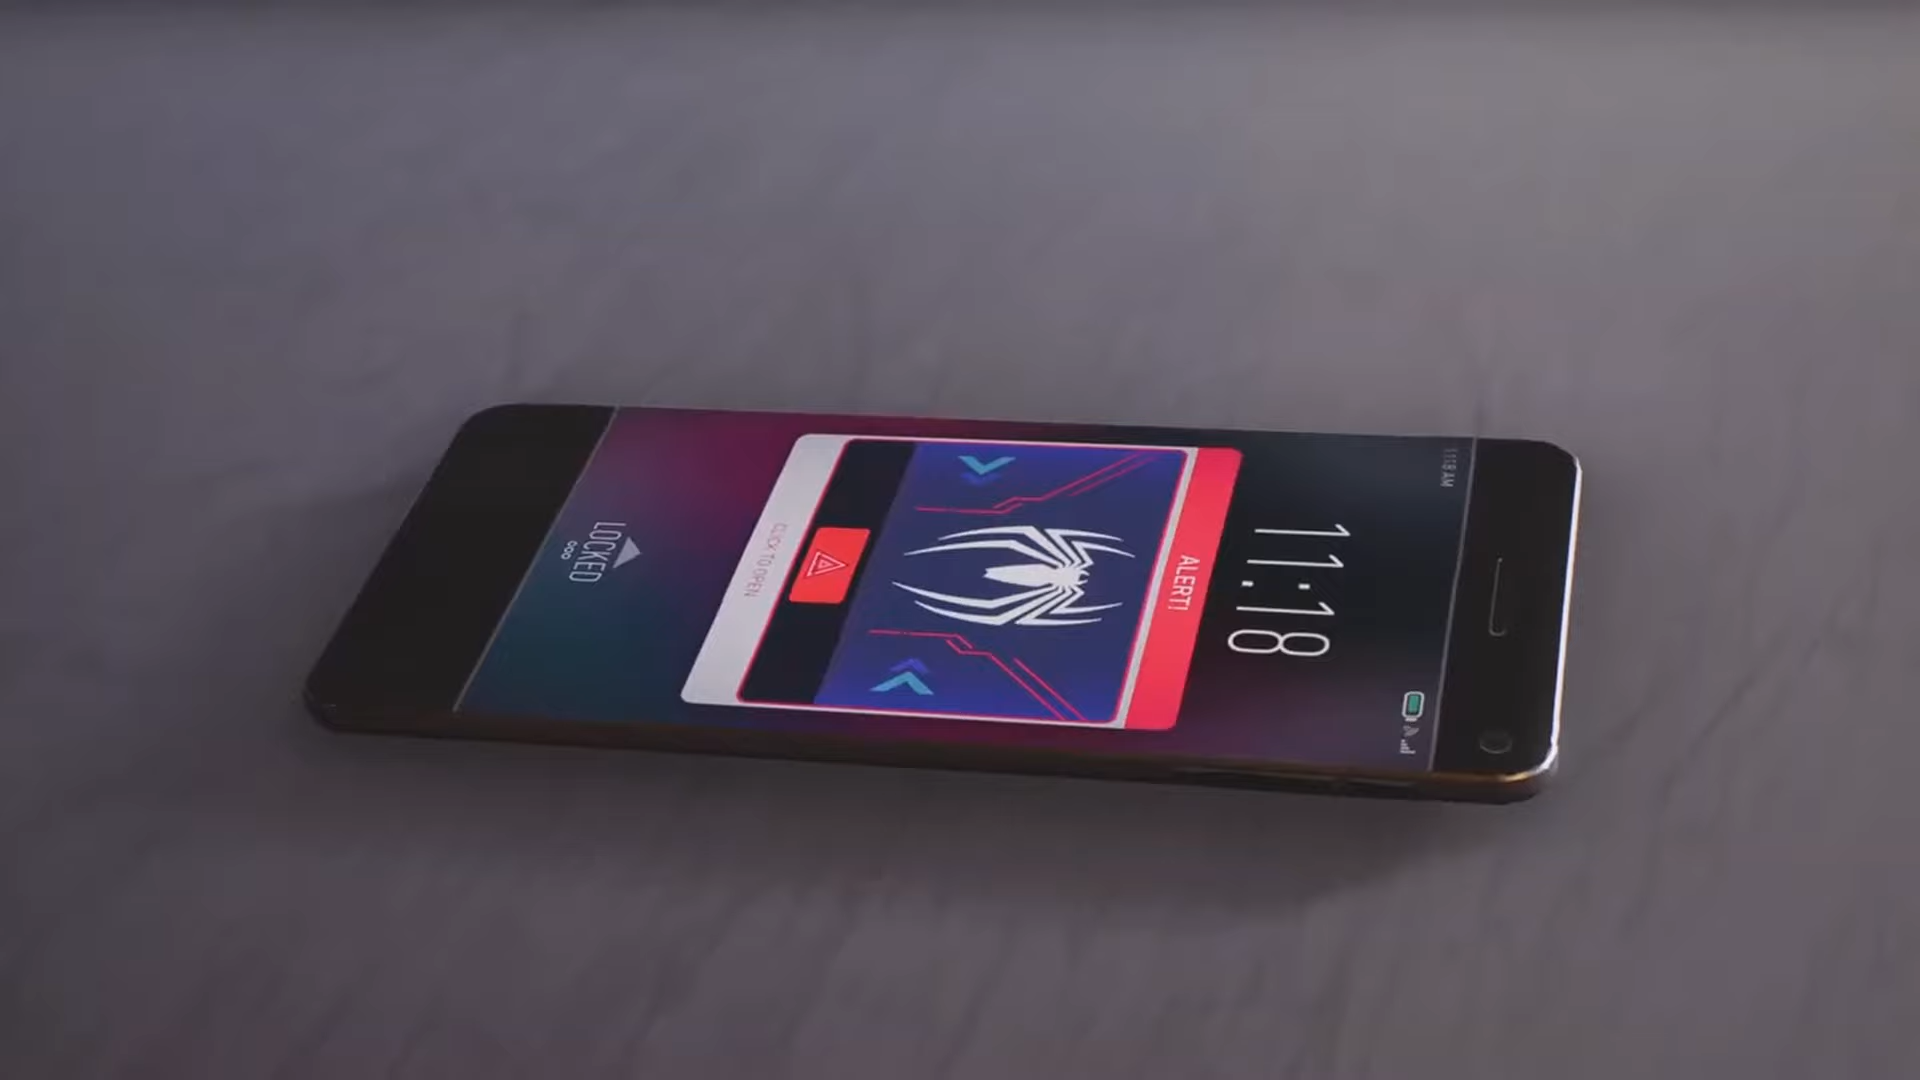 11:18 AM
11:18
ALERT!
CLICK TO OPEN
LOCKED